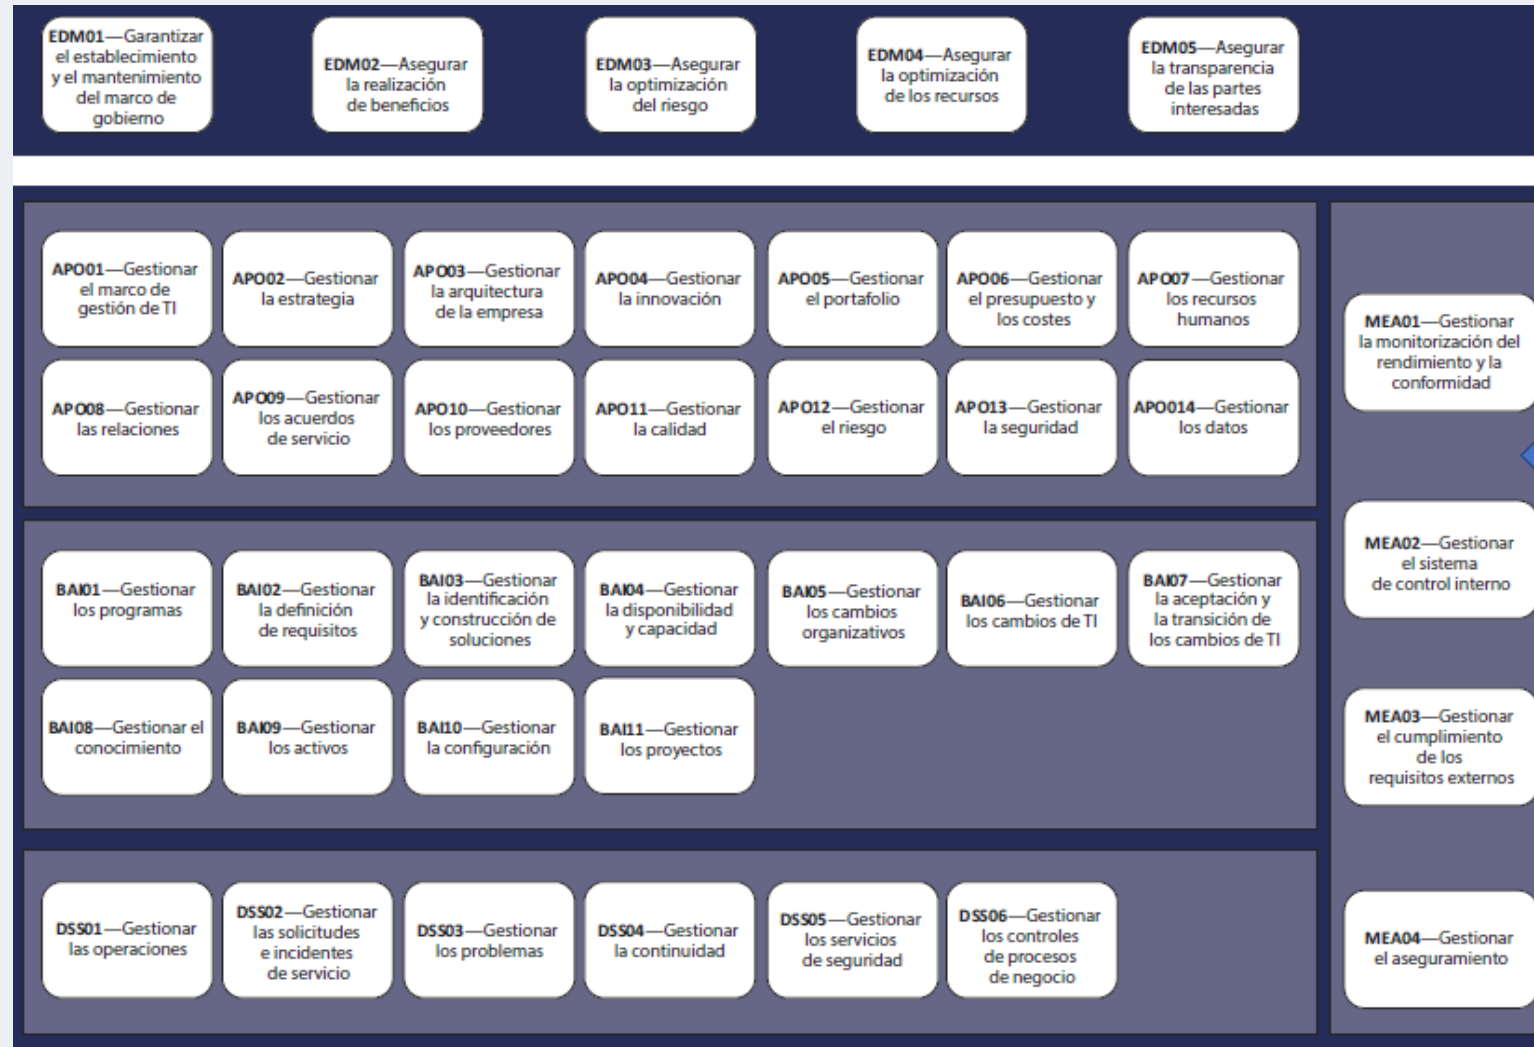 EDM01—Garantizar
el establecimiento
y el mantenimiento
del marco de
gobierno
EDM02—Asegurar
la realización
de beneficios
EDM03—Asegurar
la optimización
del riesgo
EDM04—Asegurar
la optimización
de los recursos
EDM05—Asegurar
la transparencia
de las partes
interesadas
APO01—Gestionar
el marco de
gestión de TI
APO02—Gestionar
la estrategia
APO03—Gestionar
la arquitectura
de la empresa
APO04—Gestionar
la innovación
APO05—Gestionar
el portafolio
APO06—Gestionar
el presupuesto y
los costes
APO07—Gestionar
los recursos
humanos
APO08—Gestionar
las relaciones
APO09—Gestionar
los acuerdos
de servicio
APO10—Gestionar
los proveedores
APO11—Gestionar
la calidad
APO12—Gestionar
el riesgo
APO13—Gestionar
la seguridad
APO014—Gestionar
los datos
BAI01—Gestionar
los programas
BAI02—Gestionar
la definición
de requisitos
BAI03—Gestionar
la identificación
y construcción de
soluciones
BAI04—Gestionar
la disponibilidad
y capacidad
BAI05—Gestionar
los cambios
organizativos
BAI06—Gestionar
los cambios de TI
BAI07—Gestionar
la aceptación y
la transición de
los cambios de TI
BAI08—Gestionar el
conocimiento
BAI09—Gestionar
los activos
BAI10—Gestionar
la configuración
BAI11—Gestionar
los proyectos
DSS01—Gestionar
las operaciones
DSS02—Gestionar
las solicitudes
e incidentes
de servicio
DSS03—Gestionar
los problemas
DSS04—Gestionar
la continuidad
DSS05—Gestionar
los servicios
de seguridad
DSS06—Gestionar
los controles
de procesos
de negocio
MEA01—Gestionar
la monitorización del
rendimiento y la
conformidad
MEA02—Gestionar
el sistema
de control interno
MEA03—Gestionar
el cumplimiento
de los
requisitos externos
MEA04—Gestionar
el aseguramiento